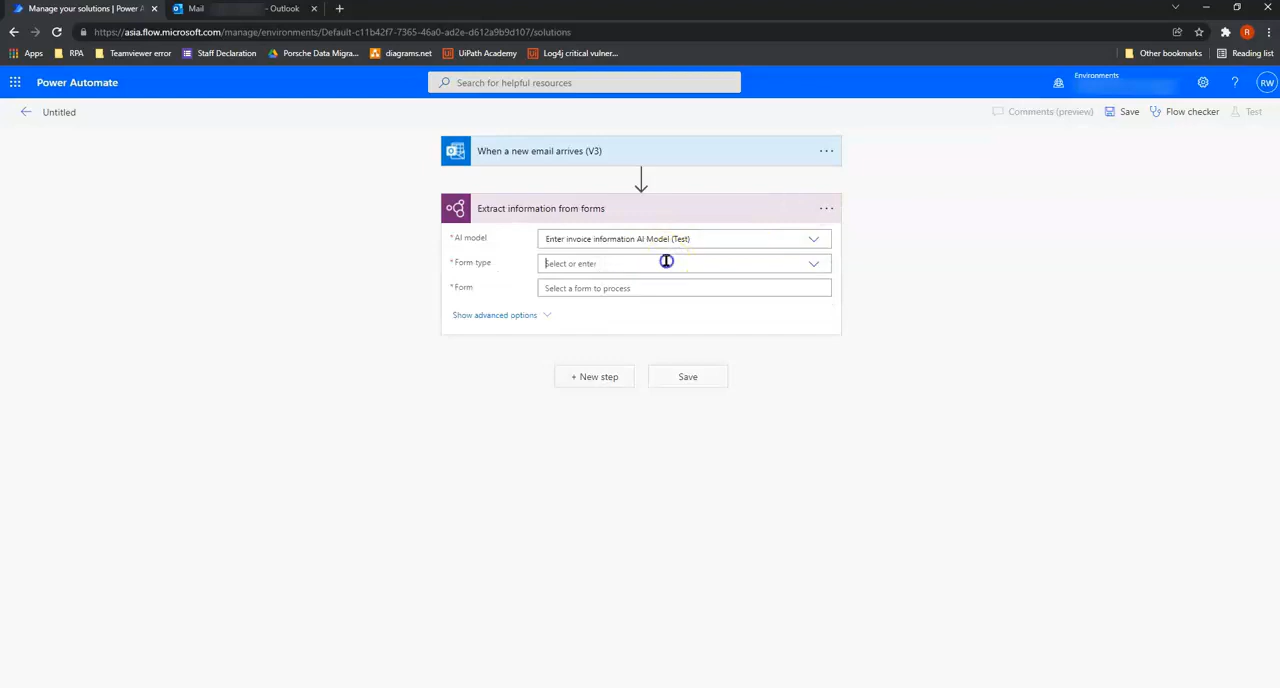 Manage your solutions | Power A
Mail
- Outlook
https://asia.flow.microsoft.com/manage/environments/Default-c11b42f7-7365-46a0-ad2e-d612a9b9d107/solutions
Apps
RPA
Teamviewer error
Staff Declaration
Porsche Data Migra...
diagrams.net
UiPath Academy
Log4j critical vulner...
Other bookmarks
Reading list
Power Automate
Search for helpful resources
Environments
RW
Untitled
Comments (preview)
Save
Flow checker
Test
When a new email arrives (V3)
Extract information from forms
* AI model
Enter invoice information AI Model (Test)
* Form type
Select or enter
* Form
Select a form to process
Show advanced options
+ New step
Save